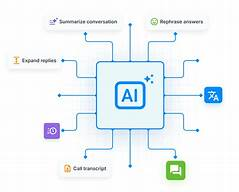 Summarize conversation
Rephrase answers
Expand replies
AI
Call transcript